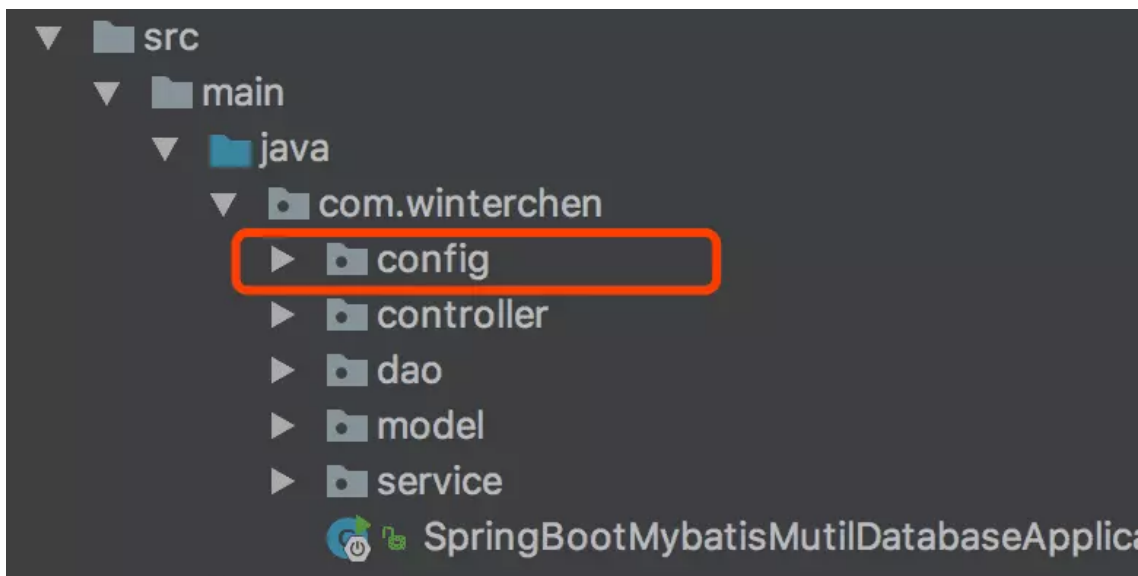 src
main
java
com.winterchen
config
controller
dao
model
service
SpringBootMybatisMutilDatabaseApplica